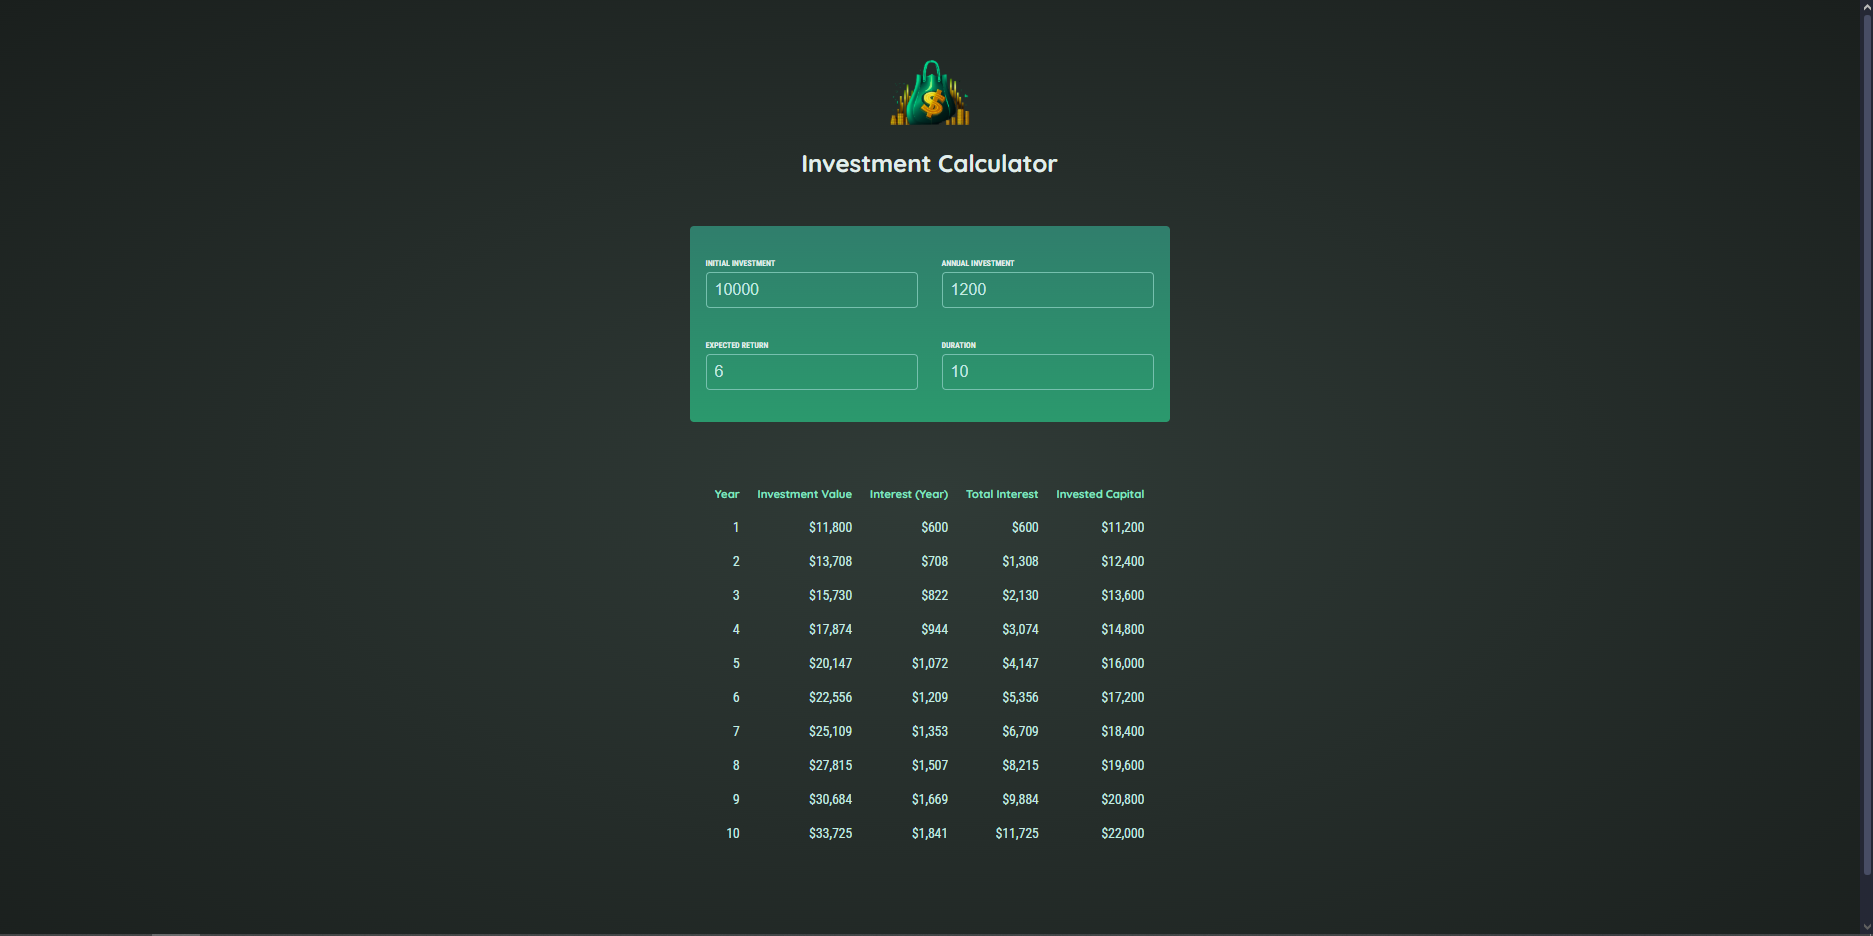 $
Investment Calculator
INITIAL INVESTMENT ANNUAL INVESTMENT
10000 1200
EXPECTED RETURN DURATION
6 10
Year Investment Value Interest (Year) Total Interest Invested Capital
1 $11,800 $600 $600 $11,200
2 $13,708 $708 $1,308 $12,400
3 $15,730 $822 $2,130 $13,600
4 $17,874 $944 $3,074 $14,800
5 $20,147 $1,072 $4,147 $16,000
6 $22,556 $1,209 $5,356 $17,200
7 $25,109 $1,353 $6,709 $18,400
8 $27,815 $1,507 $8,215 $19,600
9 $30,684 $1,669 $9,884 $20,800
10 $33,725 $1,841 $11,725 $22,000